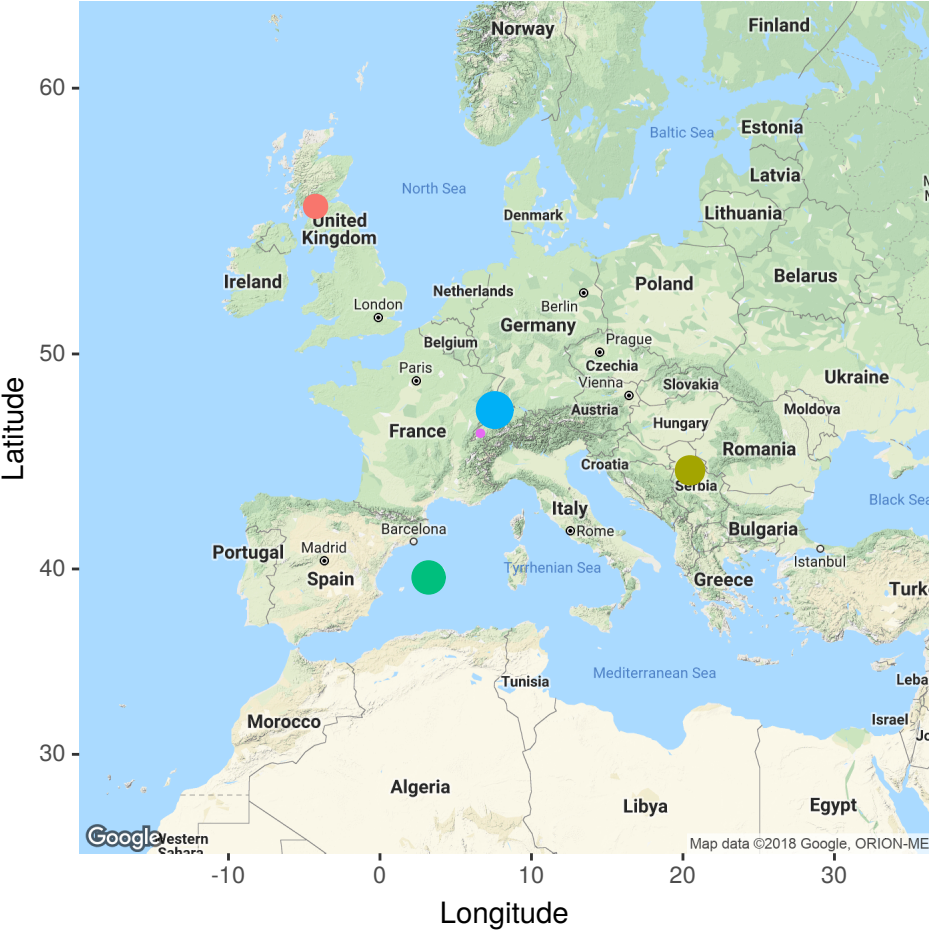 Norway
Finland
60
Estonia
Baltic Sea
Latvia
North Sea
Lithuania
Denmark
United
Kingdom
Ireland
Belarus
Poland
Netherlands
London
Berlin
Germany
Belgium
Prague
50
Paris
Czechia
Vienna
Slovakia
Ukraine
Austria
Moldova
Hungary
France
Romania
Croatia
Serbia
Black Sea
Italy
Barcelona
Rome
Bulgaria
Portugal
Madrid
Istanbul
40
Tyrrhenian Sea
Spain
Greece
Turk
Mediterranean Sea
Leba
Tunisia
Israel
Jo
Morocco
30
Algeria
Libya
Egypt
Google
Western
Sahara
Map data ©2018 Google, ORION-ME
-10
0
10
20
30
Longitude
Latitude